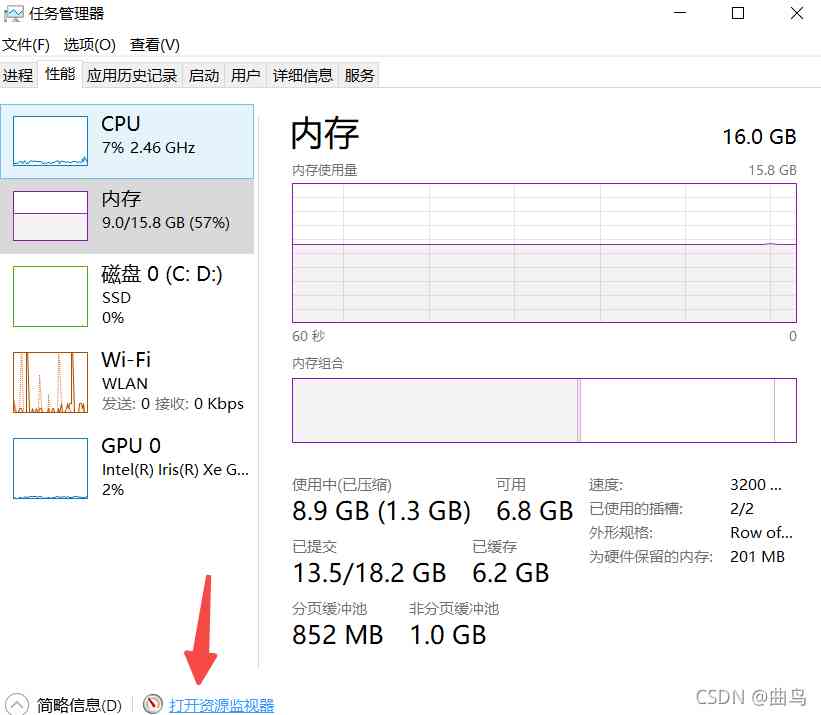 任务管理器
文件(F) 选项(O) 查看(V)
进程 性能 应用历史记录 启动 用户 详细信息 服务
CPU
7% 2.46 GHz
内存
9.0/15.8 GB (57%)
磁盘 0 (C: D:)
SSD
0%
Wi-Fi
WLAN
发送: 0 接收: 0 Kbps
GPU 0
Intel(R) Iris(R) Xe G...
2%
内存 16.0 GB
内存使用量 15.8 GB
60 秒 0
内存组合
使用中(已压缩) 可用
8.9 GB (1.3 GB) 6.8 GB
已提交 已缓存
13.5/18.2 GB 6.2 GB
分页缓冲池 非分页缓冲池
852 MB 1.0 GB
速度: 3200 ...
已使用的插槽: 2/2
外形规格: Row of...
为硬件保留的内存: 201 MB
简略信息(D) 打开资源监视器
CSDN @曲鸟